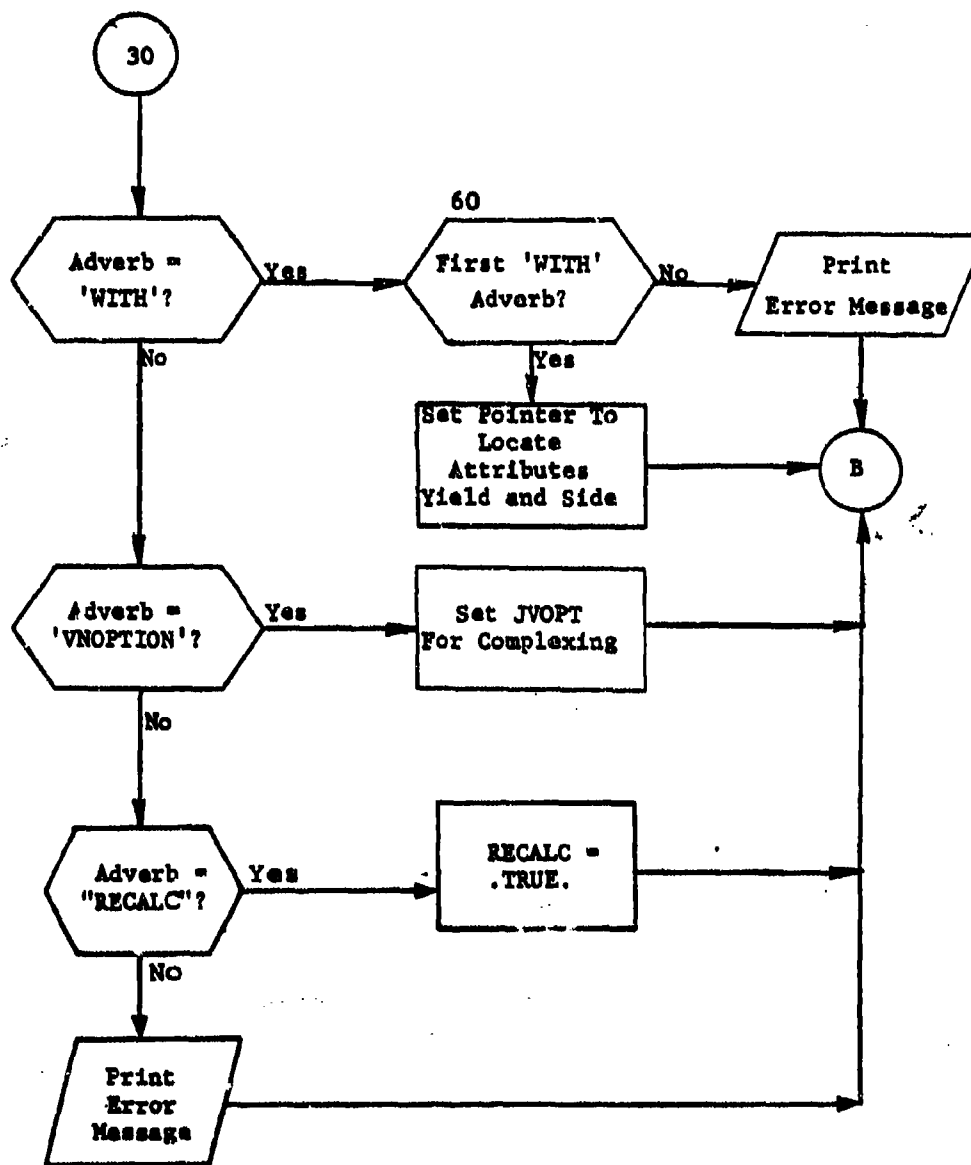 30
60
Adverb =
'WITH'?
Yes
First 'WITH'
Adverb?
No
Print
Error Message
No
Yes
Set Pointer To
Locate
Attributes
Yield and Side
B
Adverb =
'VNOPTION'?
Yes
Set JVOPT
For Complexing
No
Adverb =
"RECALC"?
Yes
RECALC =
.TRUE.
No
Print
Error
Message